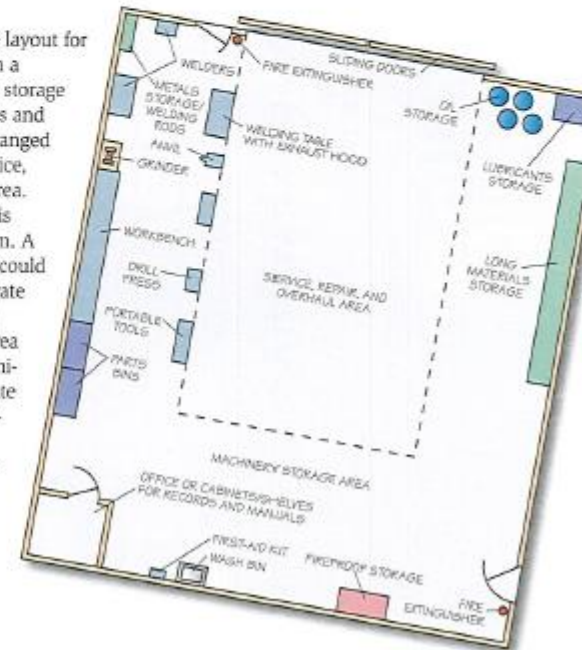 layout for
a
storage
s and
anged
ice,
rea.
is
n. A
could
ate
rea
ni-
te
WELDERS
METALS
STORAGE/
WELDING
RODS
ANVIL
GRINDER
WORKBENCH
DRILL
PRESS
PORTABLE
TOOLS
PARTS
BINS
FIRE EXTINGUISHER
SLIDING DOORS
WELDING TABLE
WITH EXHAUST HOOD
OIL
STORAGE
LUBRICANTS
STORAGE
LONG
MATERIALS
STORAGE
SERVICE, REPAIR, AND
OVERHAUL AREA
MACHINERY STORAGE AREA
OFFICE OR CABINETS/SHELVES
FOR RECORDS AND MANUALS
FIRST-AID KIT
WASH BIN
FIREPROOF STORAGE
FIRE
EXTINGUISHER